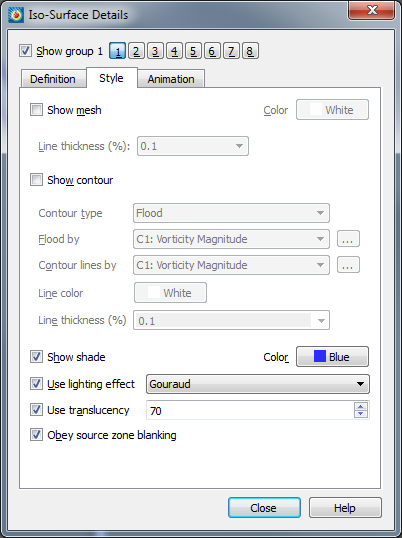 Iso-Surface Details
Show group 1 1 2 3 4 5 6 7 8
Definition Style Animation
Show mesh Color White
Line thickness (%): 0.1
Show contour
Contour type Flood
Flood by C1: Vorticity Magnitude ...
Contour lines by C1: Vorticity Magnitude ...
Line color White
Line thickness (%) 0.1
Show shade Color Blue
Use lighting effect Gouraud
Use translucency 70
Obey source zone blanking
Close Help